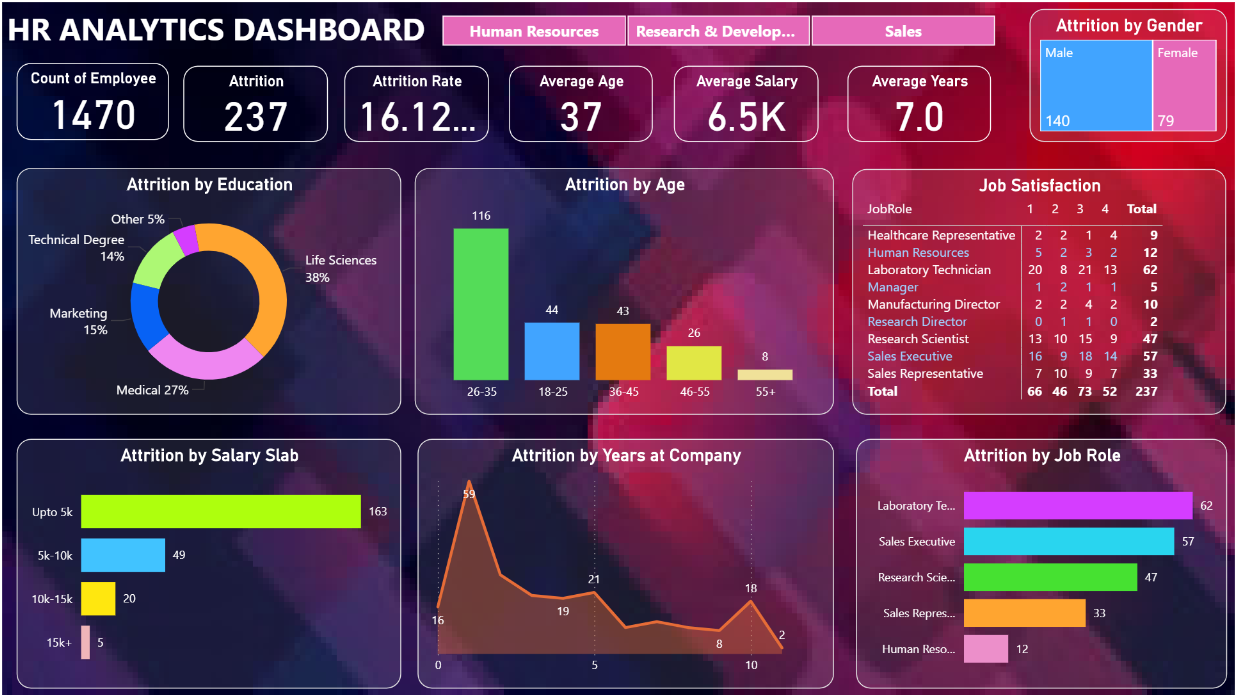 HR ANALYTICS DASHBOARD
Human Resources
Research & Develop...
Sales
Count of Employee
1470
Attrition
237
Attrition Rate
16.12...
Average Age
37
Average Salary
6.5K
Average Years
7.0
Attrition by Gender
Male
Female
140
79
Attrition by Education
Other 5%
Technical Degree
14%
Life Sciences
38%
Marketing
15%
Medical 27%
Attrition by Age
116
44
43
26
8
26-35
18-25
36-45
46-55
55+
Job Satisfaction
JobRole 1 2 3 4 Total
Healthcare Representative 2 2 1 4 9
Human Resources 5 2 3 2 12
Laboratory Technician 20 8 21 13 62
Manager 1 2 1 1 5
Manufacturing Director 2 2 4 2 10
Research Director 0 1 1 0 2
Research Scientist 13 10 15 9 47
Sales Executive 16 9 18 14 57
Sales Representative 7 10 9 7 33
Total 66 46 73 52 237
Attrition by Salary Slab
Upto 5k 163
5k-10k 49
10k-15k 20
15k+ 5
Attrition by Years at Company
59
21
18
16
19
8
2
0
5
10
Attrition by Job Role
Laboratory Te... 62
Sales Executive 57
Research Scie... 47
Sales Repres... 33
Human Reso... 12